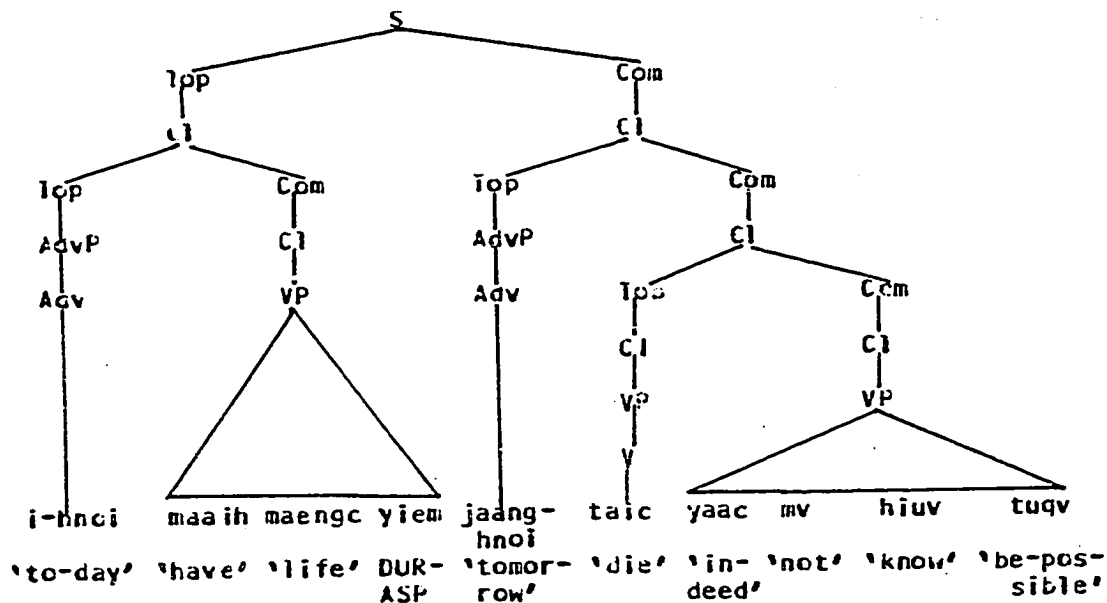 S
Top Com
Cl Cl
Top Com Top Com
AdvP Cl AdvP Cl
Adv VP Adv Top Com
Cl Cl
VP VP
V
i-hnoi maaih maengc yiem jaang- taic yaac mv hiuv tuqv
hnoi
'to-day' 'have' 'life' DUR- 'tomor- 'die' 'in- 'not' 'know' 'be-pos-
ASP row' deed' sible'